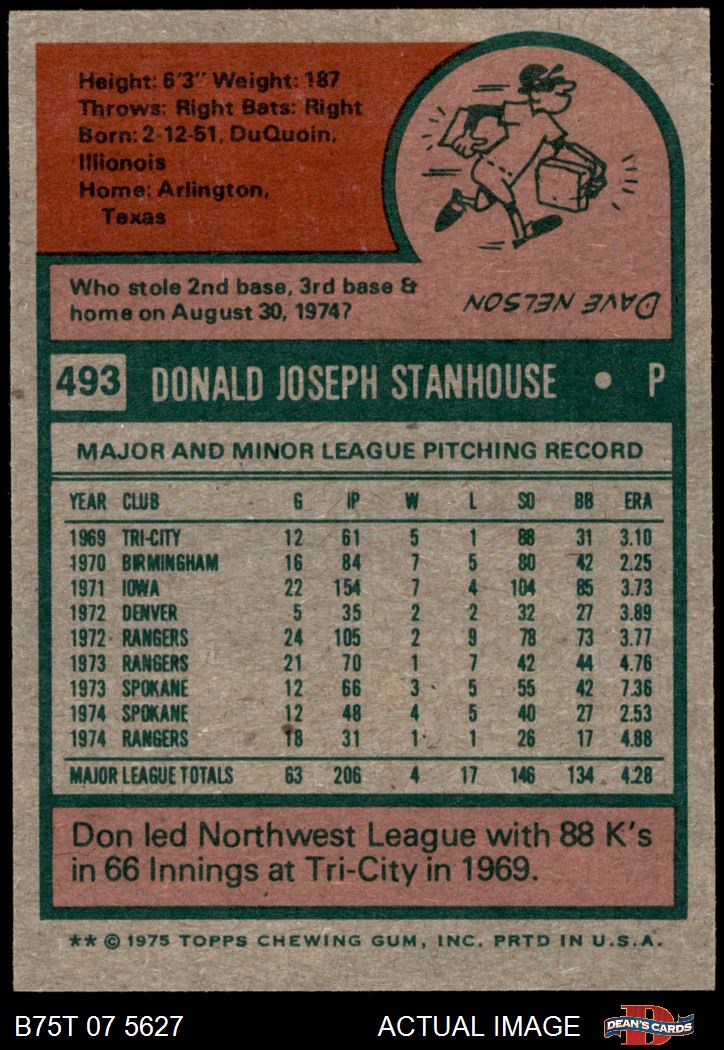 Height: 6'3" Weight: 187
Throws: Right Bats: Right
Born: 2-12-51, DuQuoin,
Illionois
Home: Arlington,
Texas
Who stole 2nd base, 3rd base &
home on August 30, 1974?
DAVE NELSON
493 DONALD JOSEPH STANHOUSE • P
MAJOR AND MINOR LEAGUE PITCHING RECORD
YEAR CLUB G IP W L SO BB ERA
1969 TRI-CITY 12 61 5 1 88 31 3.10
1970 BIRMINGHAM 16 84 7 5 80 42 2.25
1971 IOWA 22 154 7 4 104 85 3.73
1972 DENVER 5 35 2 2 32 27 3.89
1972 RANGERS 24 105 2 9 78 73 3.77
1973 RANGERS 21 70 1 7 42 44 4.76
1973 SPOKANE 12 66 3 5 55 42 7.36
1974 SPOKANE 12 48 4 5 40 27 2.53
1974 RANGERS 18 31 1 1 26 17 4.88
MAJOR LEAGUE TOTALS 63 206 4 17 146 134 4.28
Don led Northwest League with 88 K's
in 66 Innings at Tri-City in 1969.
** © 1975 TOPPS CHEWING GUM, INC. PRTD IN U.S.A.
B75T 07 5627 ACTUAL IMAGE D DEAN'S CARDS